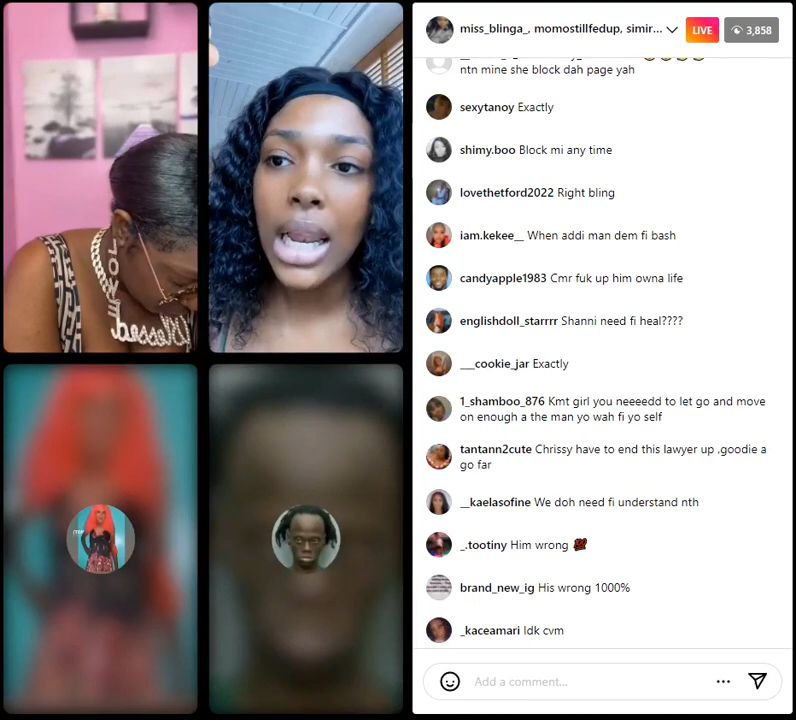 miss_blinga_, momostillfedup, simir...
LIVE
3,858
ntn mine she block dah page yah
sexytanoy Exactly
shimy.boo Block mi any time
lovethetford2022 Right bling
iam.kekee__ When addi man dem fi bash
candyapple1983 Cmr fuk up him owna life
englishdoll_starrrr Shanni need fi heal????
___cookie_jar Exactly
1_shamboo_876 Kmt girl you neeeedd to let go and move
on enough a the man yo wah fi yo self
tantann2cute Chrissy have to end this lawyer up ,goodie a
go far
__kaelasofine We doh need fi understand nth
_.tootiny Him wrong 💯
brand_new_ig His wrong 1000%
_kaceamari Idk cvm
Add a comment...